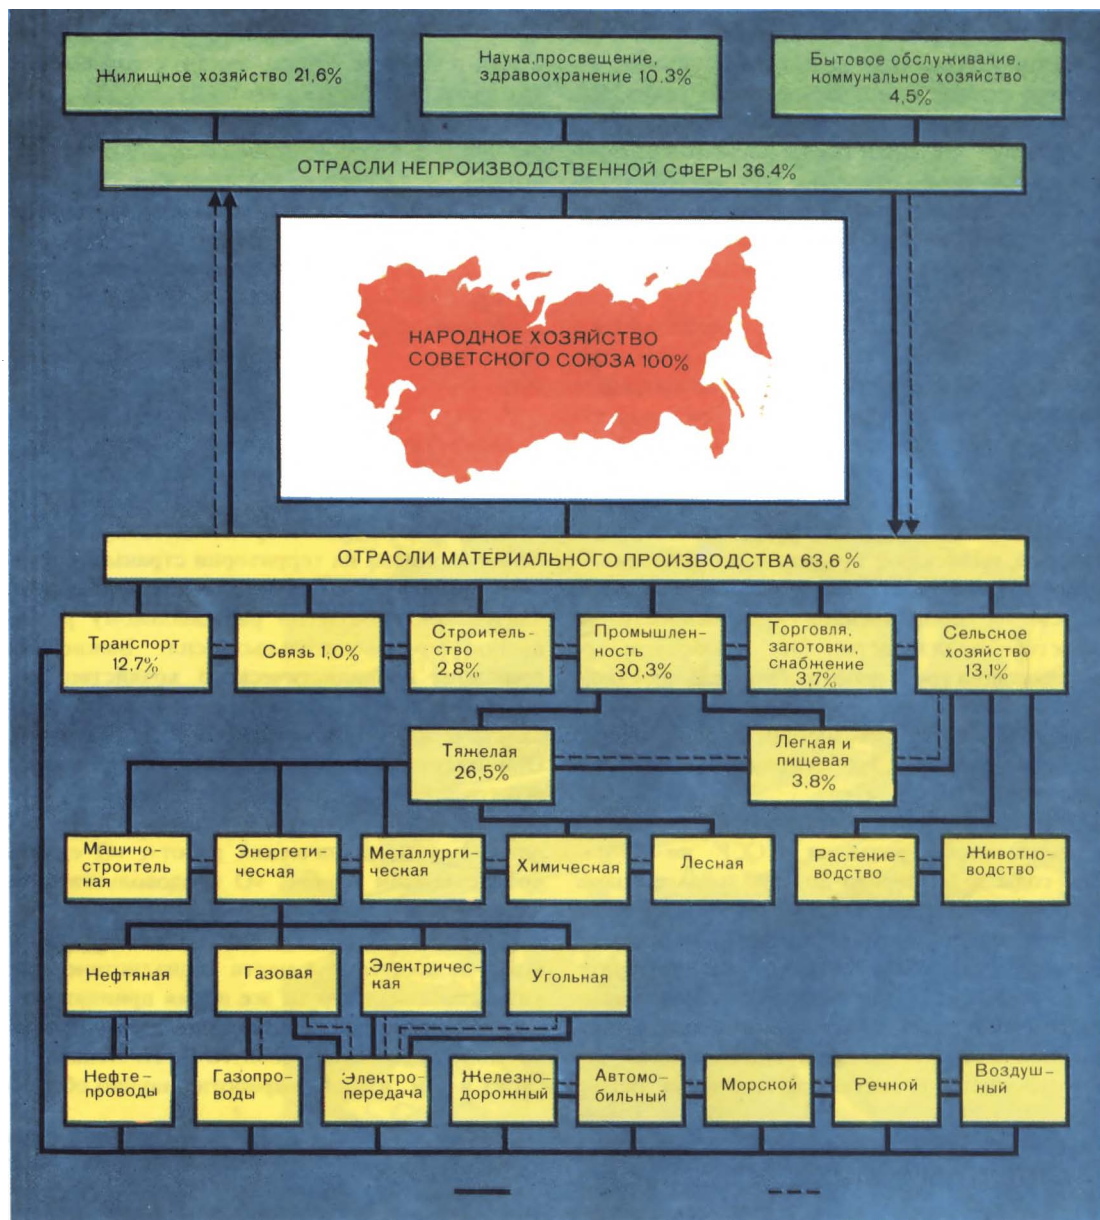 Жилищное хозяйство 21,6%
Наука,просвещение,
здравоохранение 10.3%
Бытовое обслуживание,
коммунальное хозяйство
4,5%
ОТРАСЛИ НЕПРОИЗВОДСТВЕННОЙ СФЕРЫ 36.4%
НАРОДНОЕ ХОЗЯЙСТВО
СОВЕТСКОГО СОЮЗА 100%
ОТРАСЛИ МАТЕРИАЛЬНОГО ПРОИЗВОДСТВА 63,6 %
Транспорт
12,7%
Связь 1,0%
Строитель-
ство
2,8%
Промышлен-
ность
30,3%
Торговля,
заготовки,
снабжение
3,7%
Сельское
хозяйство
13,1%
Тяжелая
26,5%
Легкая и
пищевая
3,8%
Машино-
строитель
ная
Энергети-
ческая
Металлурги-
ческая
Химическая
Лесная
Растение-
водство
Животно-
водство
Нефтяная
Газовая
Электричес-
кая
Угольная
Нефте-
проводы
Газопро-
воды
Электро-
передача
Железно-
дорожный
Автомо-
бильный
Морской
Речной
Воздуш-
ный